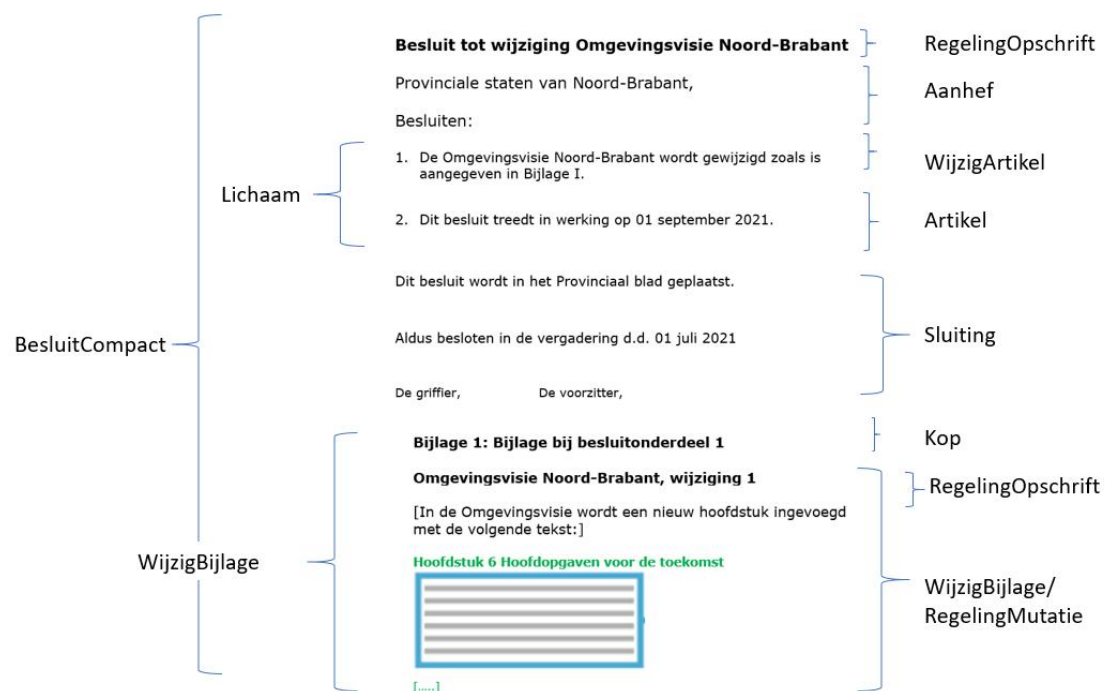 Besluit tot wijziging Omgevingsvisie Noord-Brabant
RegelingOpschrift
Provinciale staten van Noord-Brabant,
Aanhef
Besluiten:
1. De Omgevingsvisie Noord-Brabant wordt gewijzigd zoals is
aangegeven in Bijlage I.
WijzigArtikel
Lichaam
2. Dit besluit treedt in werking op 01 september 2021.
Artikel
Dit besluit wordt in het Provinciaal blad geplaatst.
Aldus besloten in de vergadering d.d. 01 juli 2021
Sluiting
BesluitCompact
De griffier, De voorzitter,
Bijlage 1: Bijlage bij besluitonderdeel 1
Kop
Omgevingsvisie Noord-Brabant, wijziging 1
RegelingOpschrift
[In de Omgevingsvisie wordt een nieuw hoofdstuk ingevoegd
met de volgende tekst:]
WijzigBijlage
Hoofdstuk 6 Hoofdopgaven voor de toekomst
WijzigBijlage/
RegelingMutatie
[.....]